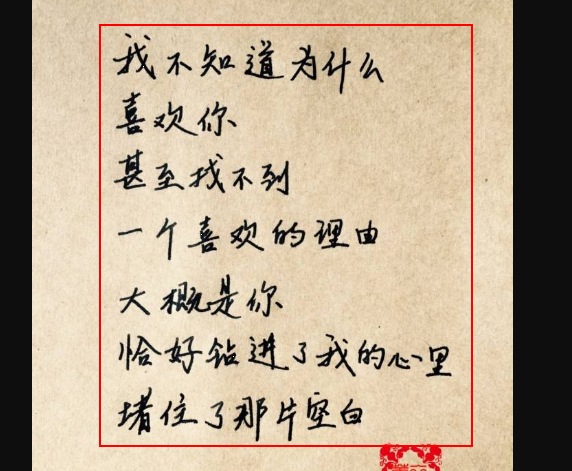 我不知道为什么
喜欢你
甚至找不到
一个喜欢的理由
大概是你
恰好钻进了我的心里
堵住了那片空白